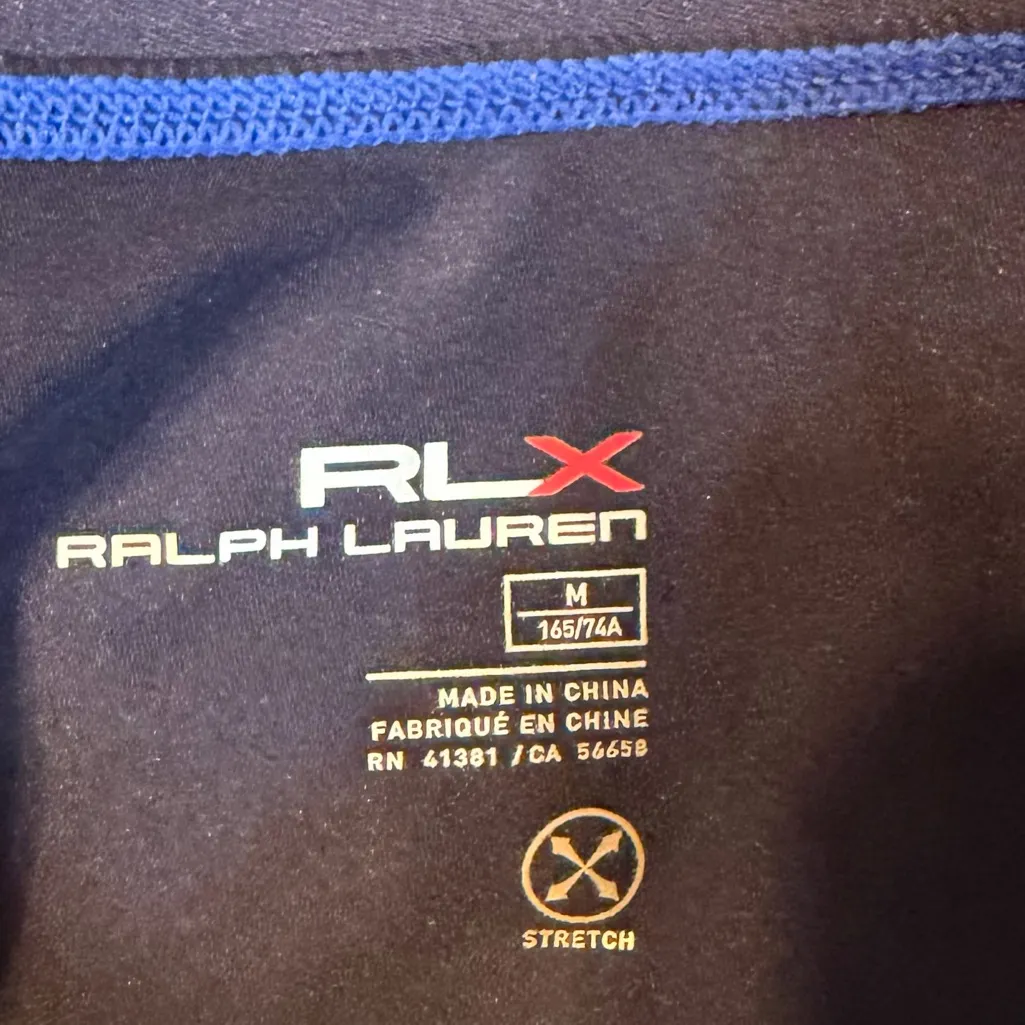 RLX
RALPH LAUREN
M
165/74A
MADE IN CHINA
FABRIQUÉ EN CHINE
RN 41381 / CA 56658
STRETCH